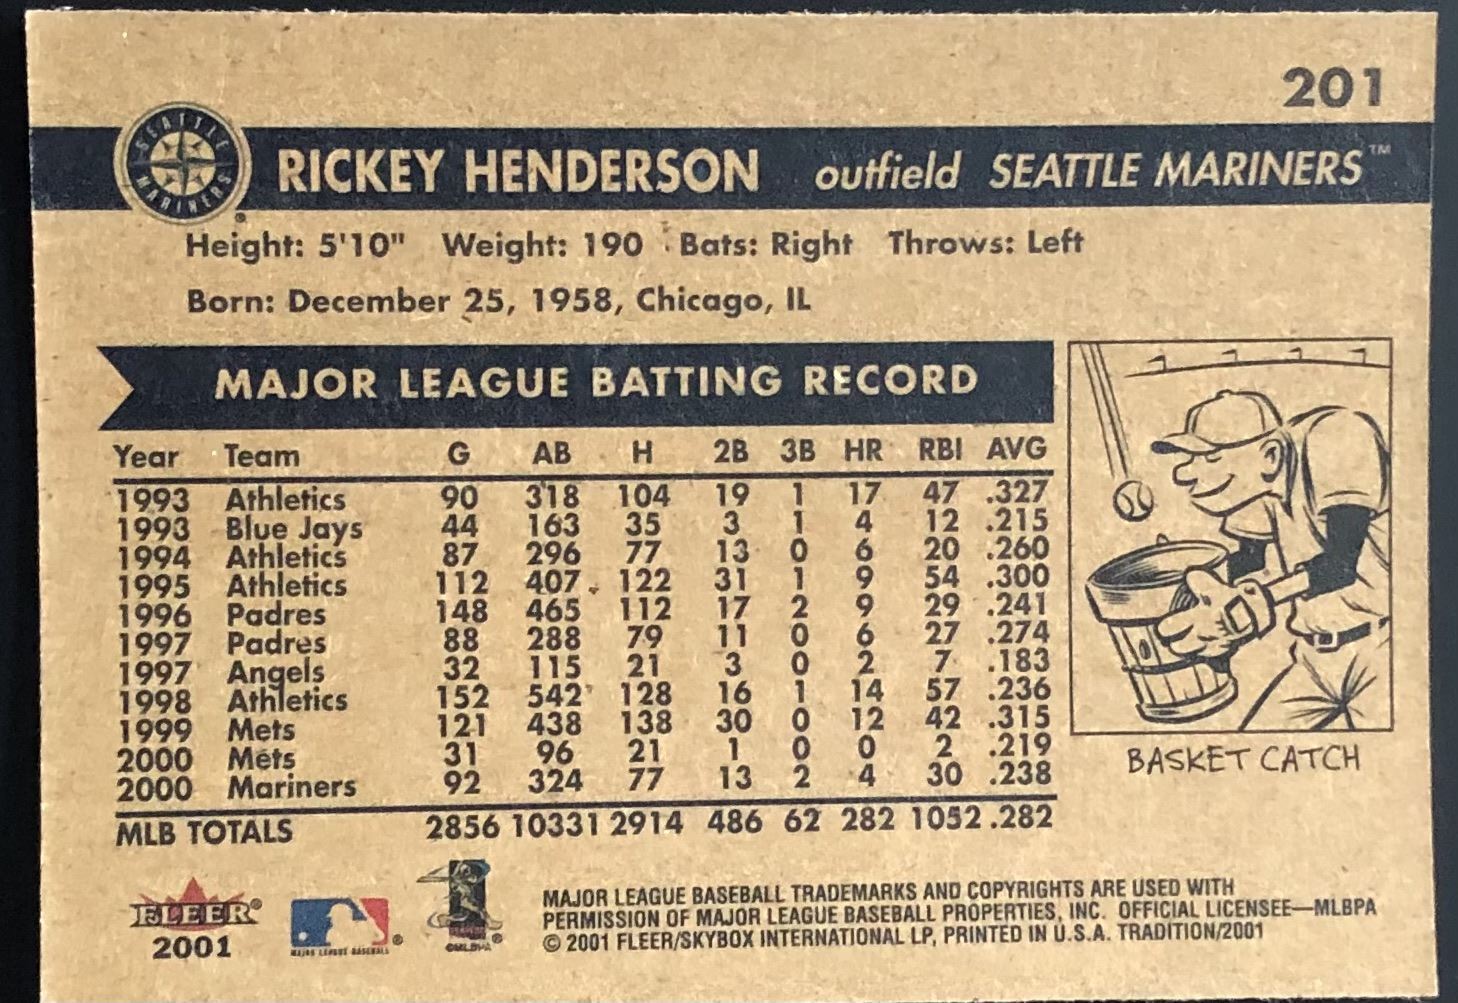 201
SEATTLE MARINERS
RICKEY HENDERSON outfield SEATTLE MARINERS™
Height: 5'10" Weight: 190 Bats: Right Throws: Left
Born: December 25, 1958, Chicago, IL
MAJOR LEAGUE BATTING RECORD
Year Team G AB H 2B 3B HR RBI AVG
1993 Athletics 90 318 104 19 1 17 47 .327
1993 Blue Jays 44 163 35 3 1 4 12 .215
1994 Athletics 87 296 77 13 0 6 20 .260
1995 Athletics 112 407 122 31 1 9 54 .300
1996 Padres 148 465 112 17 2 9 29 .241
1997 Padres 88 288 79 11 0 6 27 .274
1997 Angels 32 115 21 3 0 2 7 .183
1998 Athletics 152 542 128 16 1 14 57 .236
1999 Mets 121 438 138 30 0 12 42 .315
2000 Mets 31 96 21 1 0 0 2 .219
2000 Mariners 92 324 77 13 2 4 30 .238
MLB TOTALS 2856 10331 2914 486 62 282 1052 .282
BASKET CATCH
FLEER®
2001
MAJOR LEAGUE BASEBALL
©MLBPA
MAJOR LEAGUE BASEBALL TRADEMARKS AND COPYRIGHTS ARE USED WITH
PERMISSION OF MAJOR LEAGUE BASEBALL PROPERTIES, INC. OFFICIAL LICENSEE—MLBPA
© 2001 FLEER/SKYBOX INTERNATIONAL LP, PRINTED IN U.S.A. TRADITION/2001